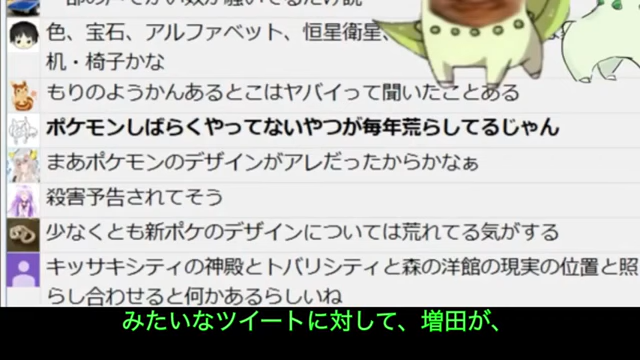 色、宝石、アルファベット、恒星衛星、
机・椅子かな
もりのようかんあるとこはヤバイって聞いたことある
ポケモンしばらくやってないやつが毎年荒らしてるじゃん
まあポケモンのデザインがアレだったからかなぁ
殺害予告されてそう
少なくとも新ポケのデザインについては荒れてる気がする
キッサキシティの神殿とトバリシティと森の洋館の現実の位置と照
らし合わせると何かあるらしいね
みたいなツイートに対して、増田が、